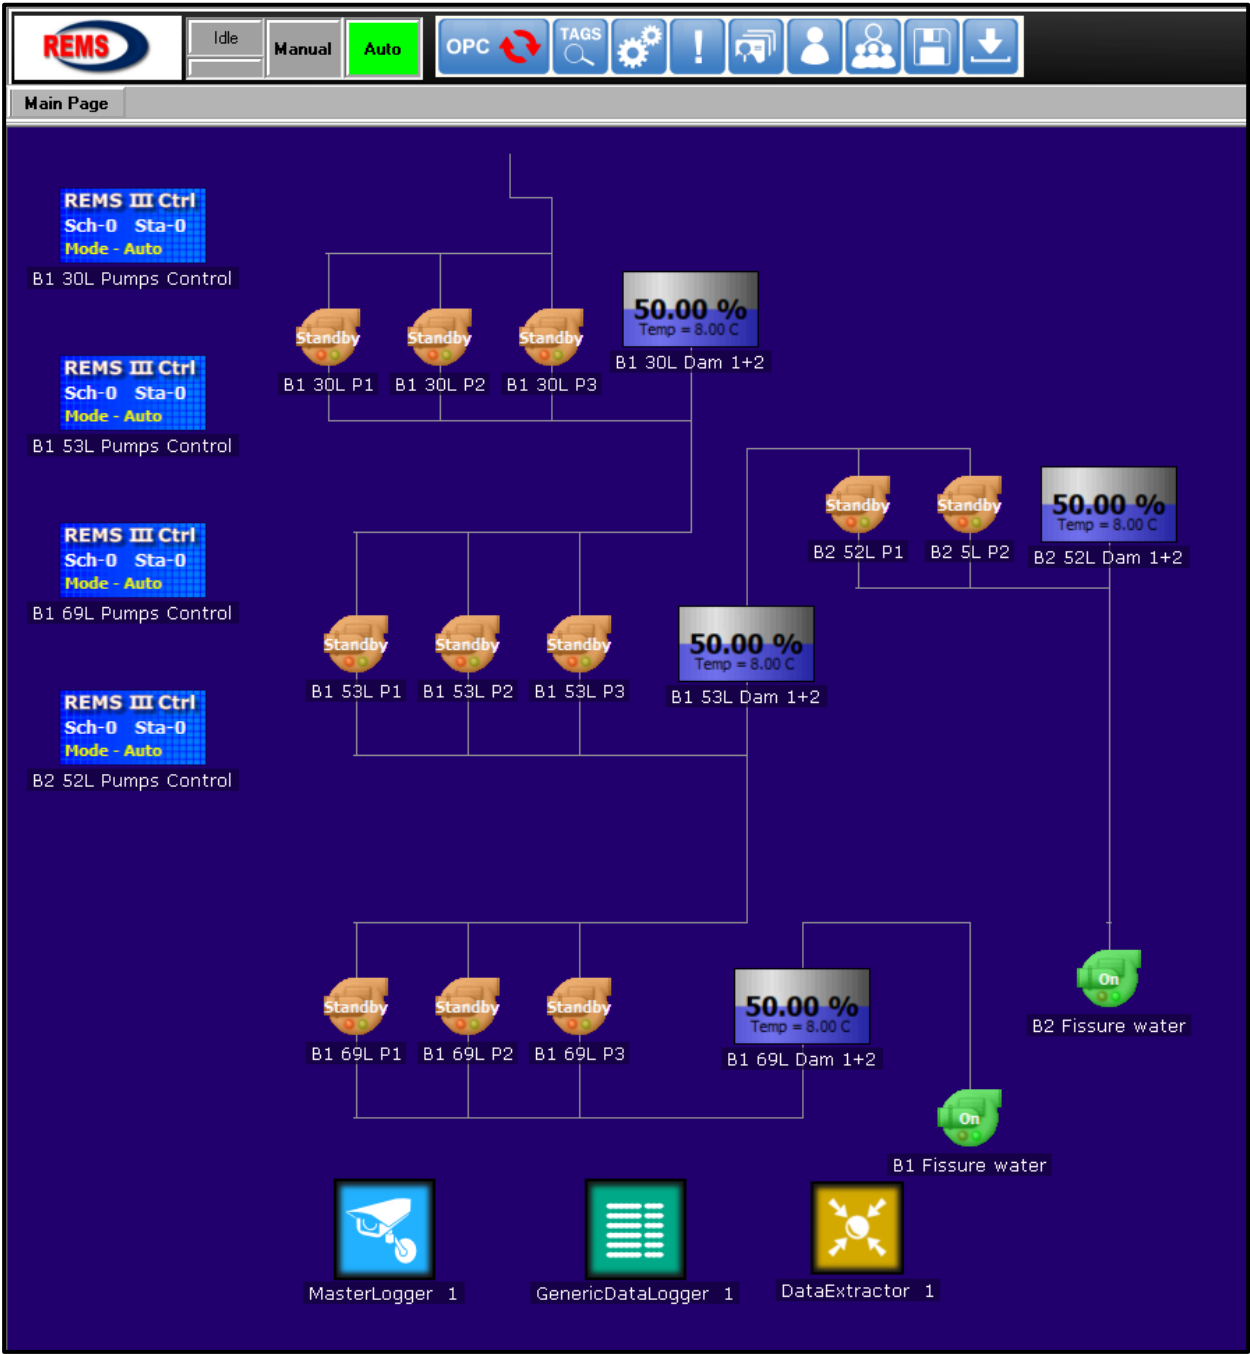 REMS
Idle
Manual
Auto
OPC
TAGS
!
Main Page
REMS III Ctrl
Sch-0 Sta-0
Mode - Auto
B1 30L Pumps Control
Standby
Standby
Standby
B1 30L P1
B1 30L P2
B1 30L P3
50.00 %
Temp = 8.00 C
B1 30L Dam 1+2
REMS III Ctrl
Sch-0 Sta-0
Mode - Auto
B1 53L Pumps Control
Standby
Standby
B2 52L P1
B2 5L P2
50.00 %
Temp = 8.00 C
B2 52L Dam 1+2
REMS III Ctrl
Sch-0 Sta-0
Mode - Auto
B1 69L Pumps Control
Standby
Standby
Standby
B1 53L P1
B1 53L P2
B1 53L P3
50.00 %
Temp = 8.00 C
B1 53L Dam 1+2
REMS III Ctrl
Sch-0 Sta-0
Mode - Auto
B2 52L Pumps Control
Standby
Standby
Standby
B1 69L P1
B1 69L P2
B1 69L P3
50.00 %
Temp = 8.00 C
B1 69L Dam 1+2
On
B2 Fissure water
On
B1 Fissure water
MasterLogger 1
GenericDataLogger 1
DataExtractor 1